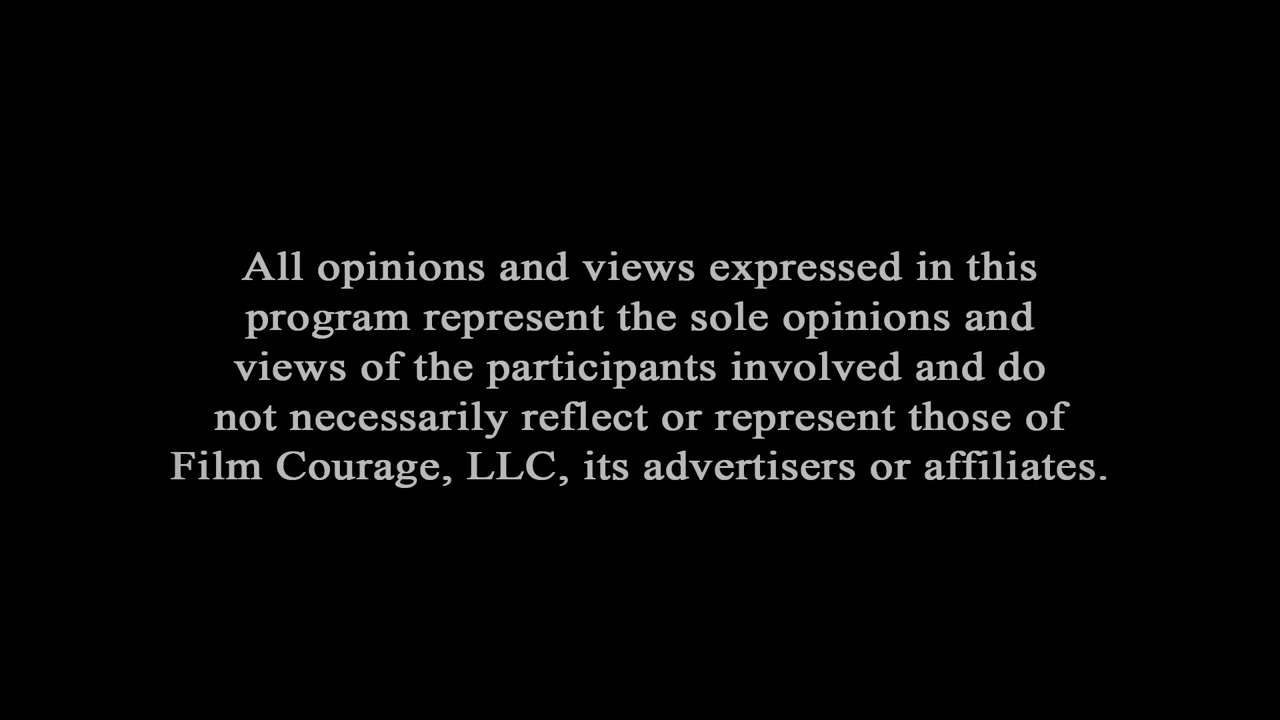 All opinions and views expressed in this
program represent the sole opinions and
views of the participants involved and do
not necessarily reflect or represent those of
Film Courage, LLC, its advertisers or affiliates.